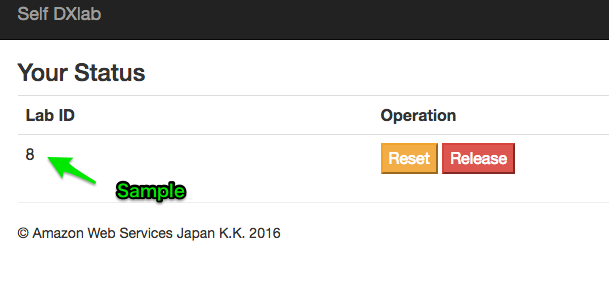 Self DXlab
Your Status
Lab ID Operation
8 Reset Release
Sample
© Amazon Web Services Japan K.K. 2016